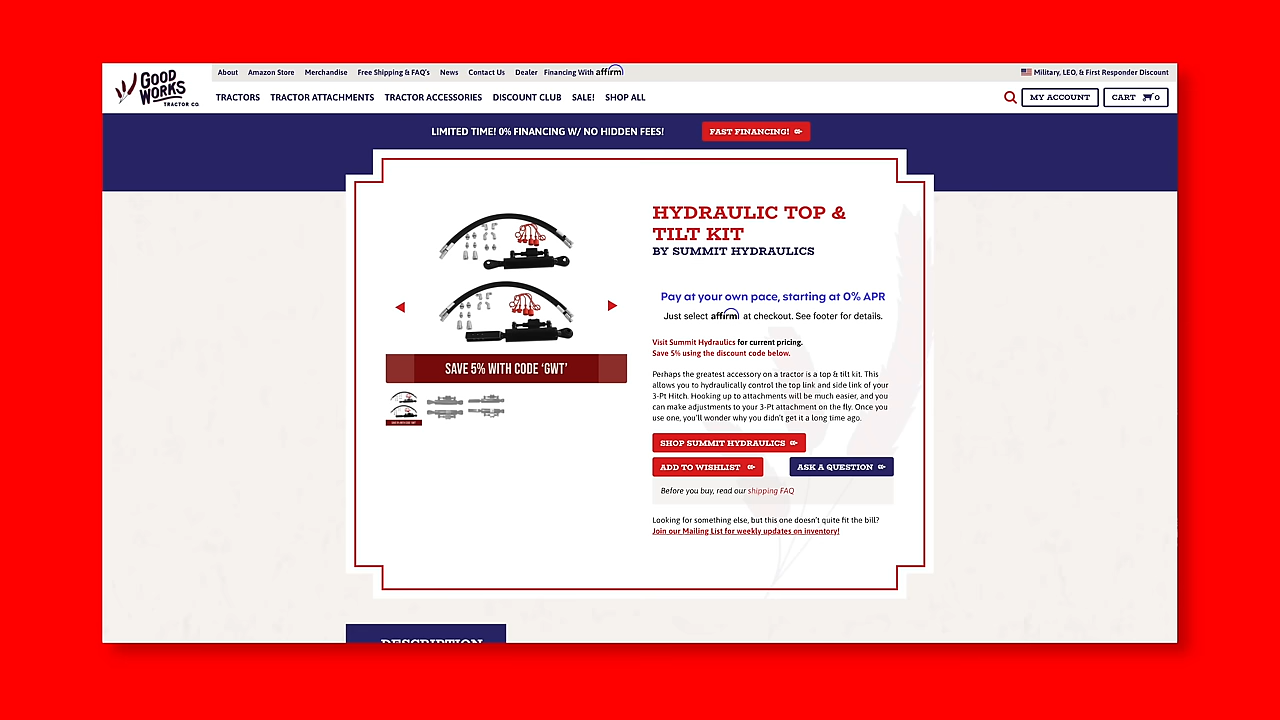 GOOD
WORKS
TRACTOR CO.
About Amazon Store Merchandise Free Shipping & FAQ's News Contact Us Dealer Financing With affirm
Military, LEO, & First Responder Discount
TRACTORS TRACTOR ATTACHMENTS TRACTOR ACCESSORIES DISCOUNT CLUB SALE! SHOP ALL
MY ACCOUNT
CART 0
LIMITED TIME! 0% FINANCING W/ NO HIDDEN FEES!
FAST FINANCING!
SAVE 5% WITH CODE 'GWT'
HYDRAULIC TOP &
TILT KIT
BY SUMMIT HYDRAULICS
Pay at your own pace, starting at 0% APR
Just select affirm at checkout. See footer for details.
Visit Summit Hydraulics for current pricing.
Save 5% using the discount code below.
Perhaps the greatest accessory on a tractor is a top & tilt kit. This
allows you to hydraulically control the top link and side link of your
3-Pt Hitch. Hooking up to attachments will be much easier, and you
can make adjustments to your 3-Pt attachment on the fly. Once you
use one, you'll wonder why you didn't get it a long time ago.
SHOP SUMMIT HYDRAULICS
ADD TO WISHLIST
ASK A QUESTION
Before you buy, read our shipping FAQ
Looking for something else, but this one doesn't quite fit the bill?
Join our Mailing List for weekly updates on inventory!
DESCRIPTION